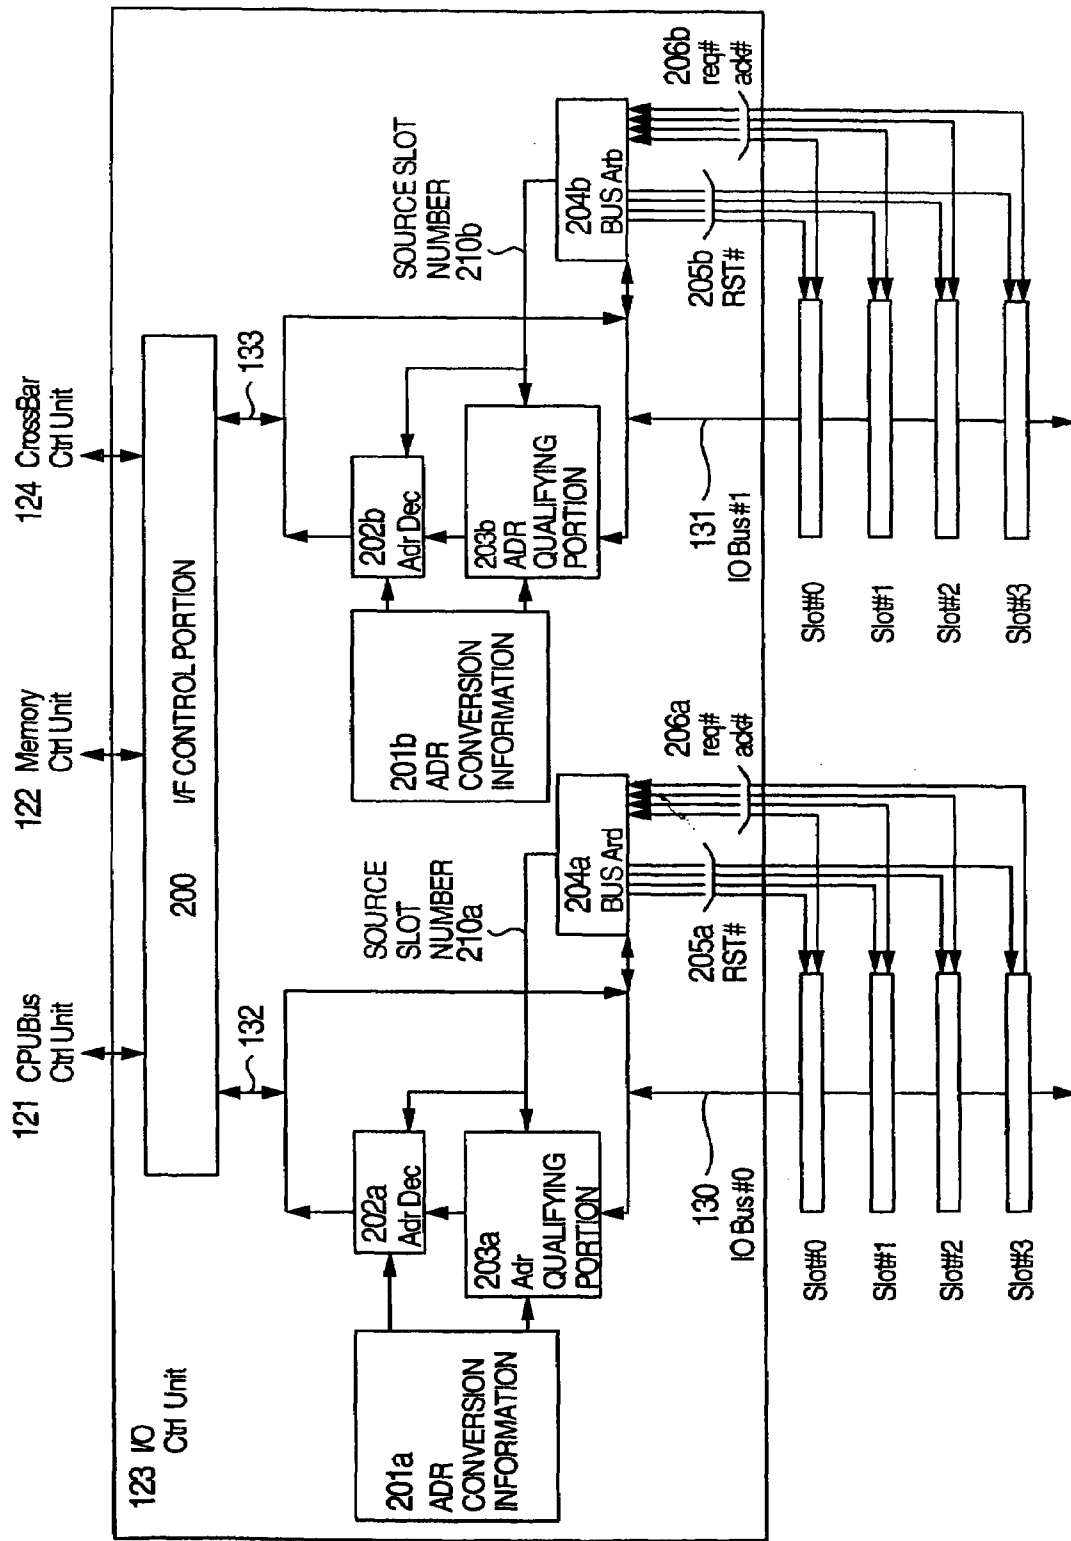 123 I/O
Ctrl Unit
121 CPUBus
Ctrl Unit
122 Memory
Ctrl Unit
124 CrossBar
Ctrl Unit
200 I/F CONTROL PORTION
132
133
201a
ADR
CONVERSION
INFORMATION
202a
Adr Dec
203a
Adr
QUALIFYING
PORTION
SOURCE
SLOT
NUMBER
210a
204a
BUS Ard
205a
RST#
206a
req#
ack#
130
IO Bus#0
Slot#0
Slot#1
Slot#2
Slot#3
201b
ADR
CONVERSION
INFORMATION
202b
Adr Dec
203b
ADR
QUALIFYING
PORTION
SOURCE SLOT
NUMBER
210b
204b
BUS Arb
205b
RST#
206b
req#
ack#
131
IO Bus#1
Slot#0
Slot#1
Slot#2
Slot#3